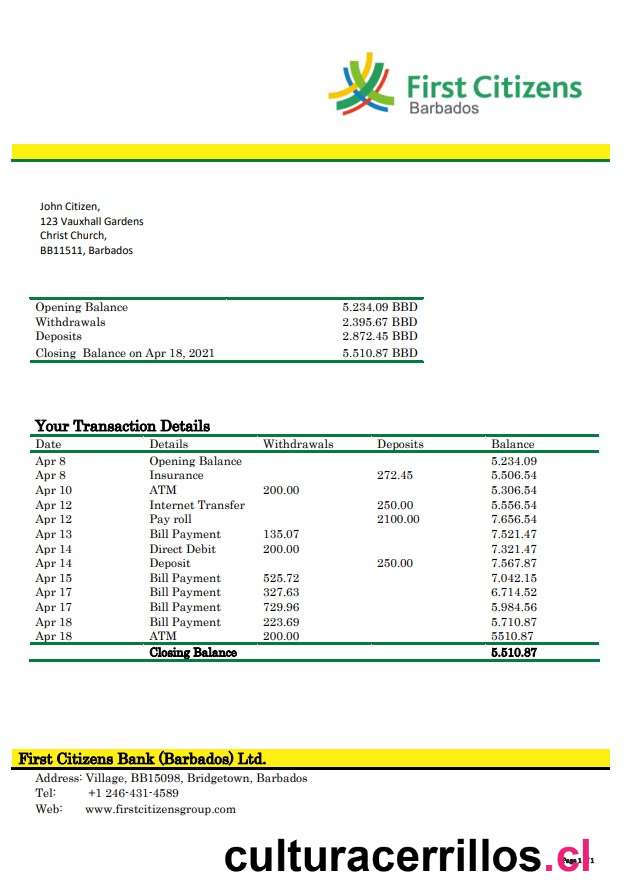 First Citizens
Barbados
John Citizen,
123 Vauxhall Gardens
Christ Church,
BB11511, Barbados
Opening Balance 5.234.09 BBD
Withdrawals 2.395.67 BBD
Deposits 2.872.45 BBD
Closing Balance on Apr 18, 2021 5.510.87 BBD
Your Transaction Details
Date Details Withdrawals Deposits Balance
Apr 8 Opening Balance 5.234.09
Apr 8 Insurance 272.45 5.506.54
Apr 10 ATM 200.00 5.306.54
Apr 12 Internet Transfer 250.00 5.556.54
Apr 12 Pay roll 2100.00 7.656.54
Apr 13 Bill Payment 135.07 7.521.47
Apr 14 Direct Debit 200.00 7.321.47
Apr 14 Deposit 250.00 7.567.87
Apr 15 Bill Payment 525.72 7.042.15
Apr 17 Bill Payment 327.63 6.714.52
Apr 17 Bill Payment 729.96 5.984.56
Apr 18 Bill Payment 223.69 5.710.87
Apr 18 ATM 200.00 5510.87
Closing Balance 5.510.87
First Citizens Bank (Barbados) Ltd.
Address: Village, BB15098, Bridgetown, Barbados
Tel: +1 246-431-4589
Web: www.firstcitizensgroup.com
culturacerrillos.cl
Page 1 1